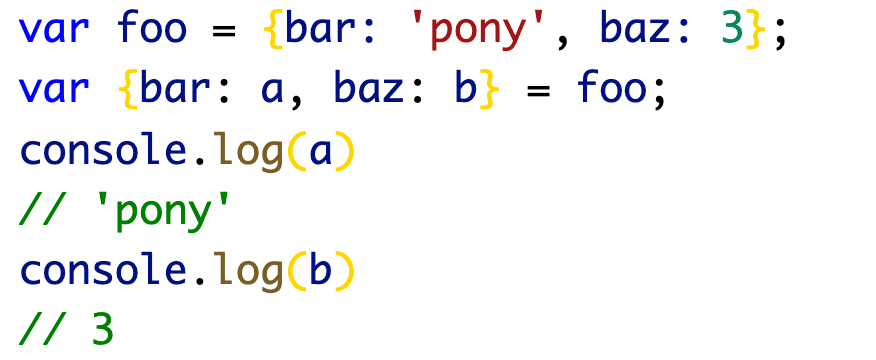 var foo = {bar: 'pony', baz: 3};
var {bar: a, baz: b} = foo;
console.log(a)
// 'pony'
console.log(b)
// 3